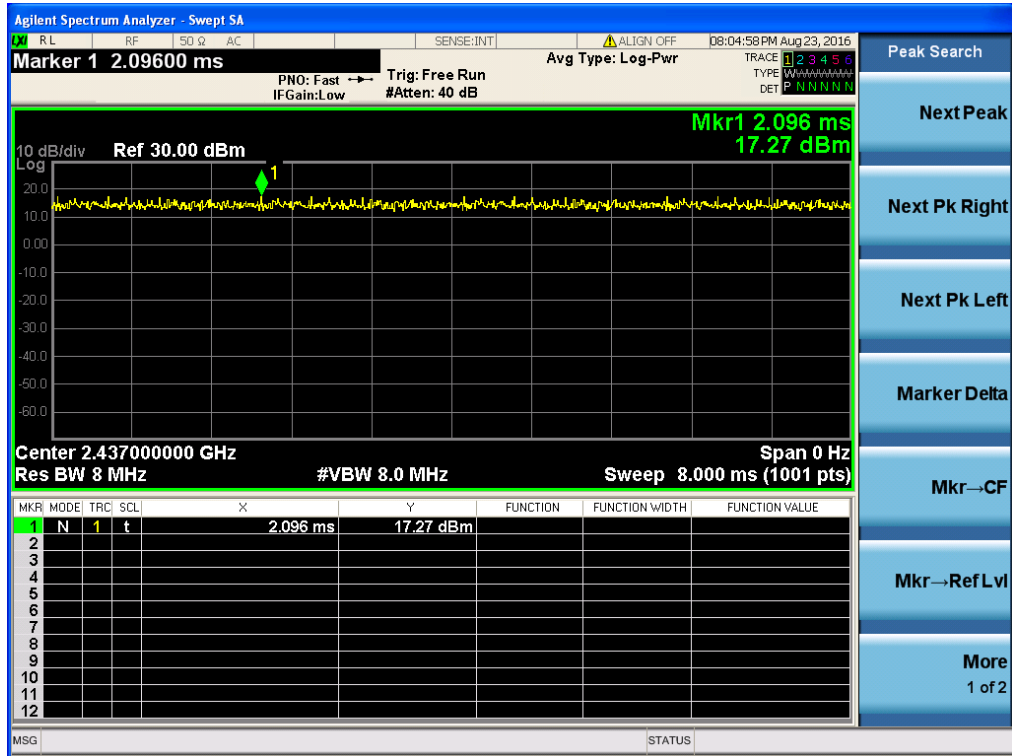 Agilent Spectrum Analyzer - Swept SA
LXI RL RF 50 Ω AC SENSE:INT ALIGN OFF 08:04:58 PM Aug 23, 2016
Marker 1 2.09600 ms
PNO: Fast
IFGain:Low
Trig: Free Run
#Atten: 40 dB
Avg Type: Log-Pwr
TRACE 1 2 3 4 5 6
TYPE WWWWWW
DET P N N N N N
Mkr1 2.096 ms
17.27 dBm
10 dB/div Ref 30.00 dBm
Log
1
20.0
10.0
0.00
-10.0
-20.0
-30.0
-40.0
-50.0
-60.0
Center 2.437000000 GHz Span 0 Hz
Res BW 8 MHz #VBW 8.0 MHz Sweep 8.000 ms (1001 pts)
MKR MODE TRC SCL X Y FUNCTION FUNCTION WIDTH FUNCTION VALUE
1 N 1 t 2.096 ms 17.27 dBm
2
3
4
5
6
7
8
9
10
11
12
MSG STATUS
Peak Search
Next Peak
Next Pk Right
Next Pk Left
Marker Delta
Mkr→CF
Mkr→Ref Lvl
More
1 of 2